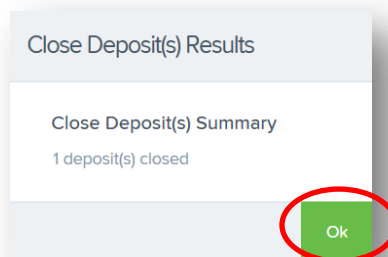 Close Deposit(s) Results
Close Deposit(s) Summary
1 deposit(s) closed
Ok